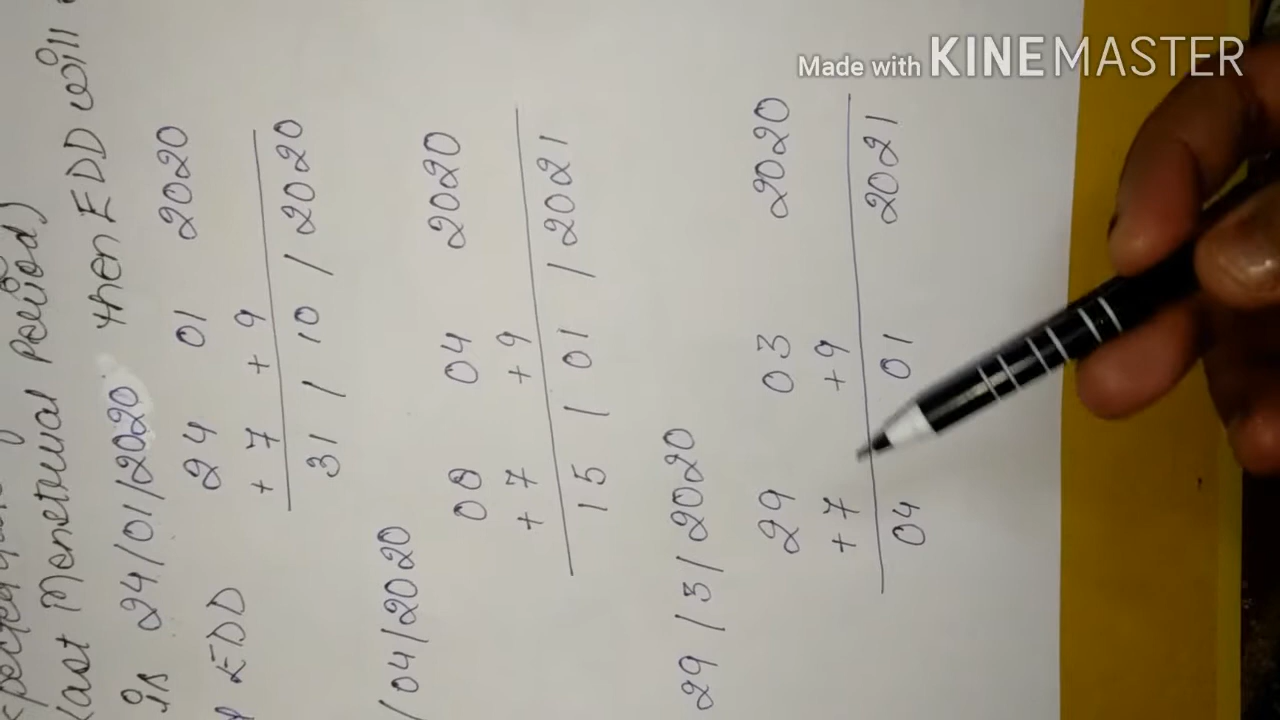 Made with KINEMASTER
Last Monetrual Period)
is 24/01/2020 then EDD will
24 01 2020
EDD + 7 + 9
31 / 10 / 2020
/ 04/2020
08 04 2020
+ 7 + 9
15 / 01 / 2021
29 / 3 / 2020
29 03 2020
+ 7 + 9
04 01 2021